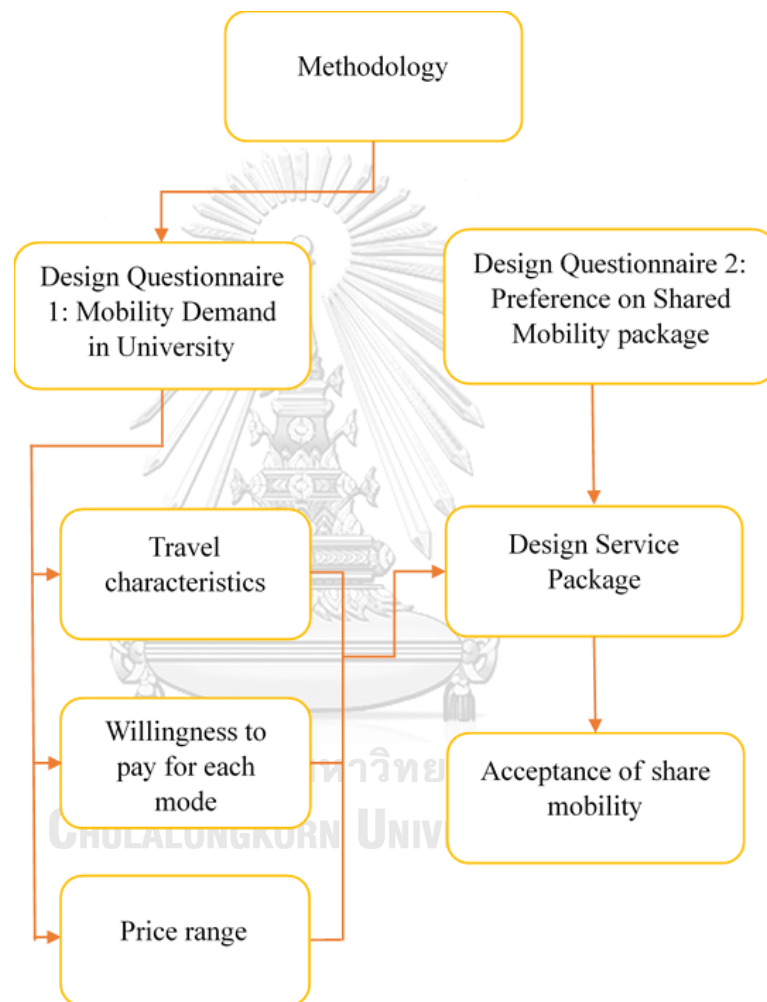 Methodology
Design Questionnaire
1: Mobility Demand
in University
Design Questionnaire 2:
Preference on Shared
Mobility package
Travel
characteristics
Design Service
Package
Willingness to
pay for each
mode
Acceptance of share
mobility
Price range
CHULALONGKORN